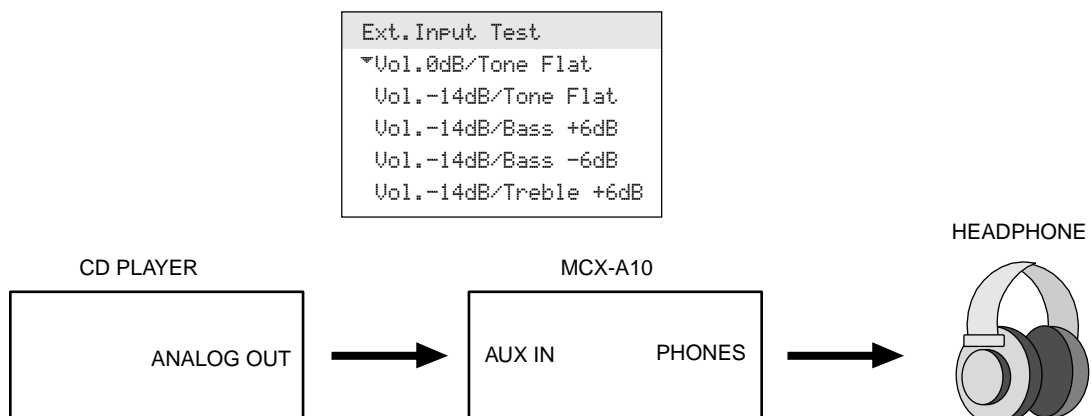 Ext.Input Test
Vol.0dB/Tone Flat
Vol.-14dB/Tone Flat
Vol.-14dB/Bass +6dB
Vol.-14dB/Bass -6dB
Vol.-14dB/Treble +6dB
HEADPHONE
CD PLAYER
MCX-A10
ANALOG OUT
AUX IN
PHONES